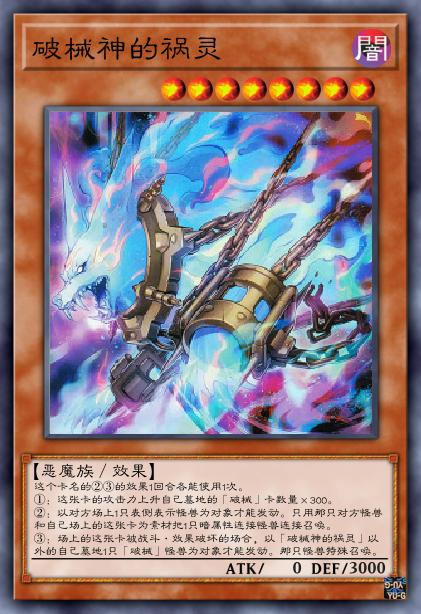 破械神的祸灵
闇
【恶魔族／效果】
这个卡名的②③的效果1回合各能使用1次。
①：这张卡的攻击力上升自己墓地的「破械」卡数量×300。
②：以对方场上1只表侧表示怪兽为对象才能发动。只用那只对方怪兽
和自己场上的这张卡为素材把1只暗属性连接怪兽连接召唤。
③：场上的这张卡被战斗·效果破坏的场合，以「破械神的祸灵」以
外的自己墓地1只「破械」怪兽为对象才能发动。那只怪兽特殊召唤。
ATK/ 0 DEF/3000